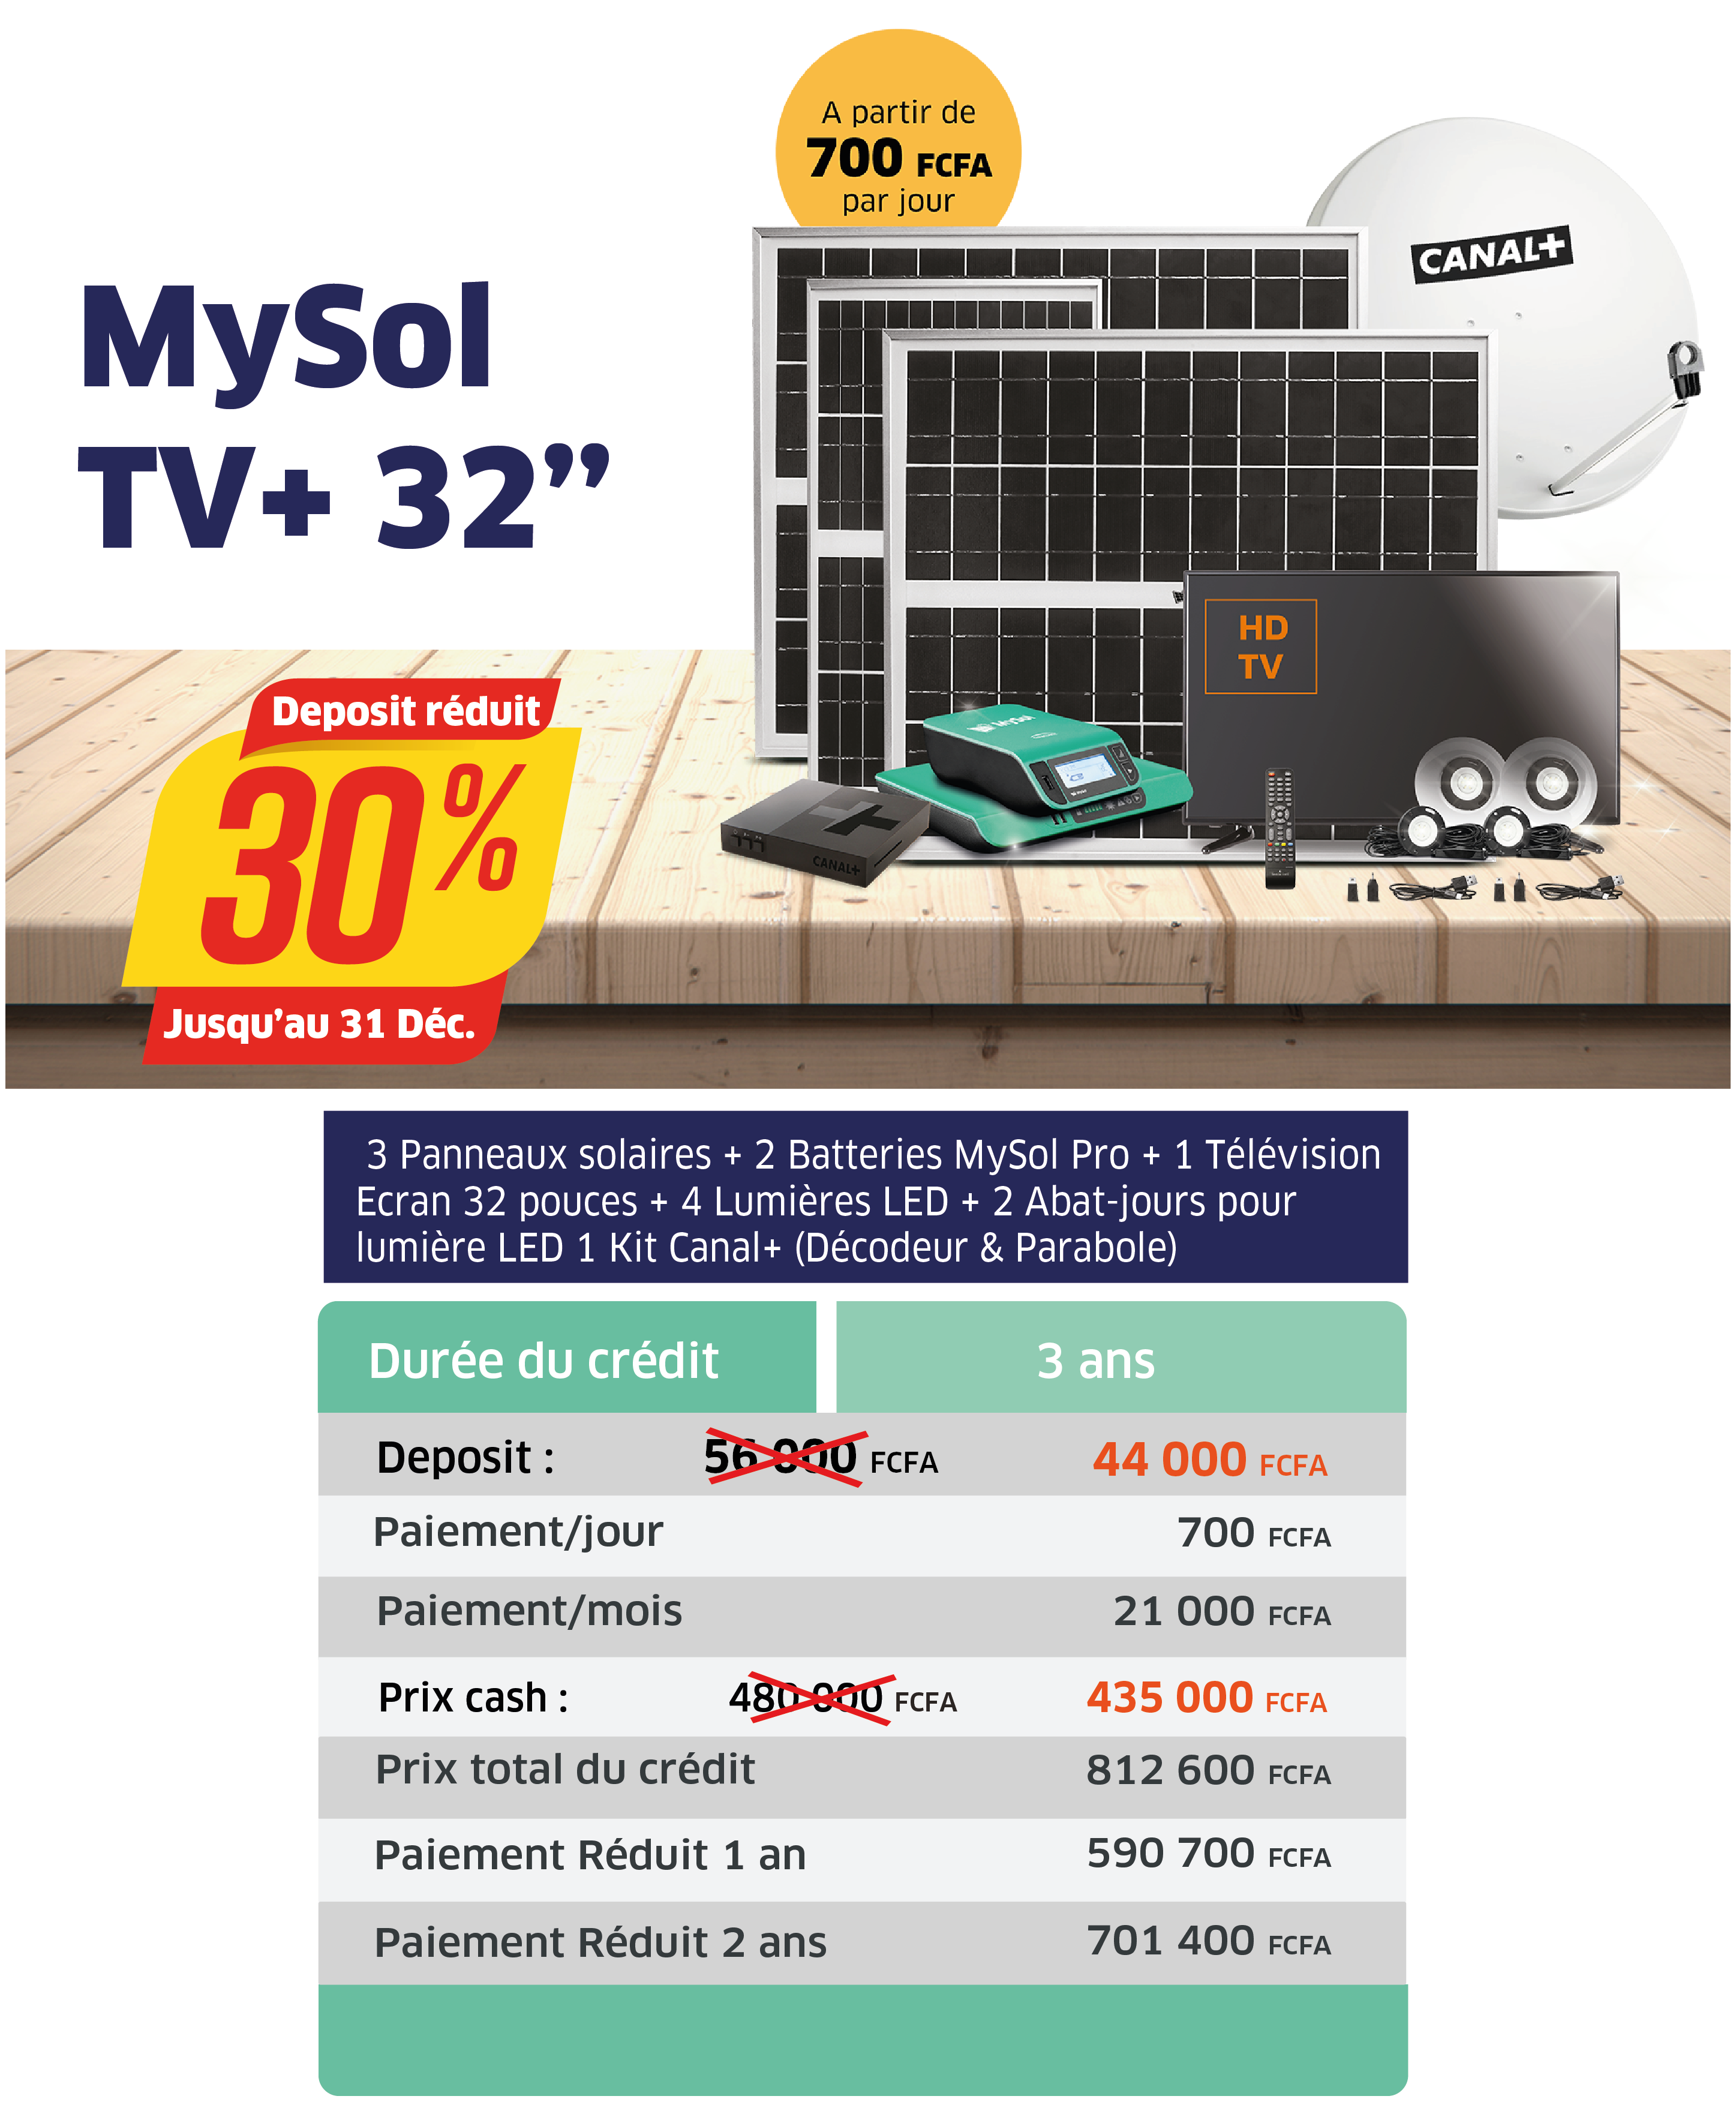 A partir de
700 FCFA
par jour
CANAL+
MySol
TV+ 32’’
HD
TV
MySol
CANAL+
Deposit réduit
30%
Jusqu’au 31 Déc.
3 Panneaux solaires + 2 Batteries MySol Pro + 1 Télévision
Ecran 32 pouces + 4 Lumières LED + 2 Abat-jours pour
lumière LED 1 Kit Canal+ (Décodeur & Parabole)
Durée du crédit 3 ans
Deposit : 56 000 FCFA 44 000 FCFA
Paiement/jour 700 FCFA
Paiement/mois 21 000 FCFA
Prix cash : 480 000 FCFA 435 000 FCFA
Prix total du crédit 812 600 FCFA
Paiement Réduit 1 an 590 700 FCFA
Paiement Réduit 2 ans 701 400 FCFA